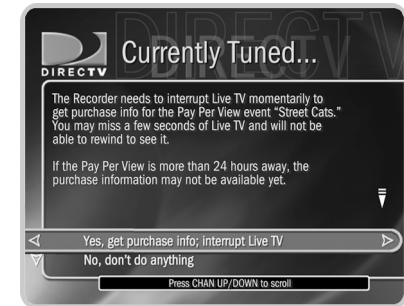 DIRECTV
DIRECTV
Currently Tuned...
The Recorder needs to interrupt Live TV momentarily to
get purchase info for the Pay Per View event “Street Cats.”
You may miss a few seconds of Live TV and will not be
able to rewind to see it.
If the Pay Per View is more than 24 hours away, the
purchase information may not be available yet.
Yes, get purchase info; interrupt Live TV
No, don’t do anything
Press CHAN UP/DOWN to scroll